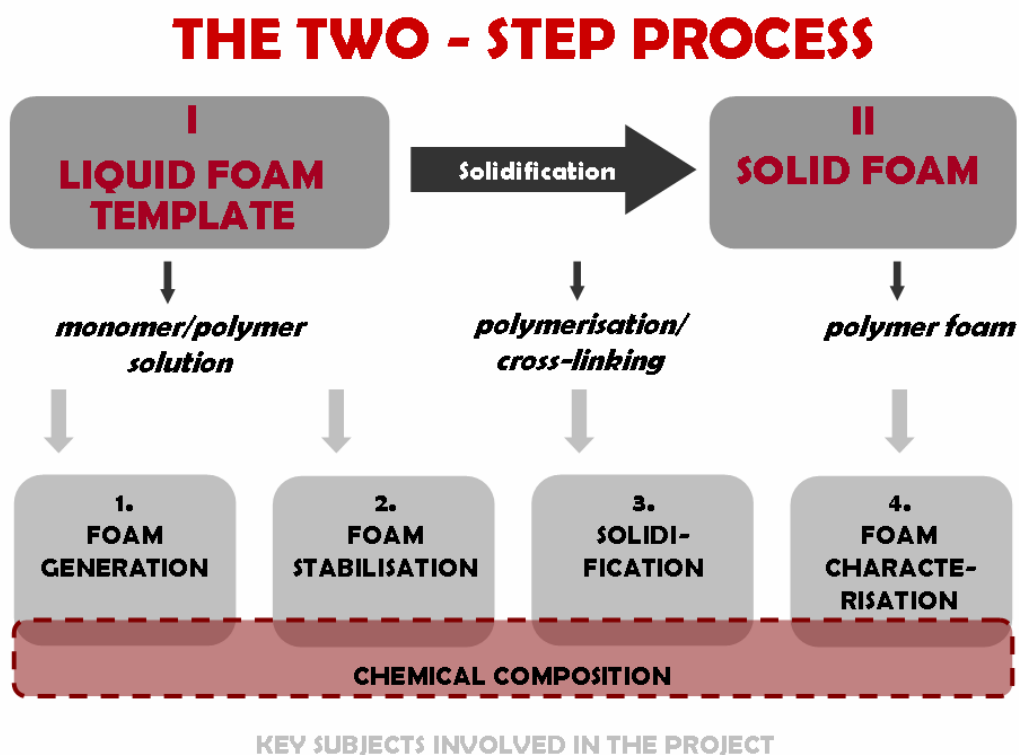 THE TWO - STEP PROCESS
I
LIQUID FOAM
TEMPLATE
Solidification
II
SOLID FOAM
monomer/polymer
solution
polymerisation/
cross-linking
polymer foam
1.
FOAM
GENERATION
2.
FOAM
STABILISATION
3.
SOLIDI-
FICATION
4.
FOAM
CHARACTE-
RISATION
CHEMICAL COMPOSITION
KEY SUBJECTS INVOLVED IN THE PROJECT